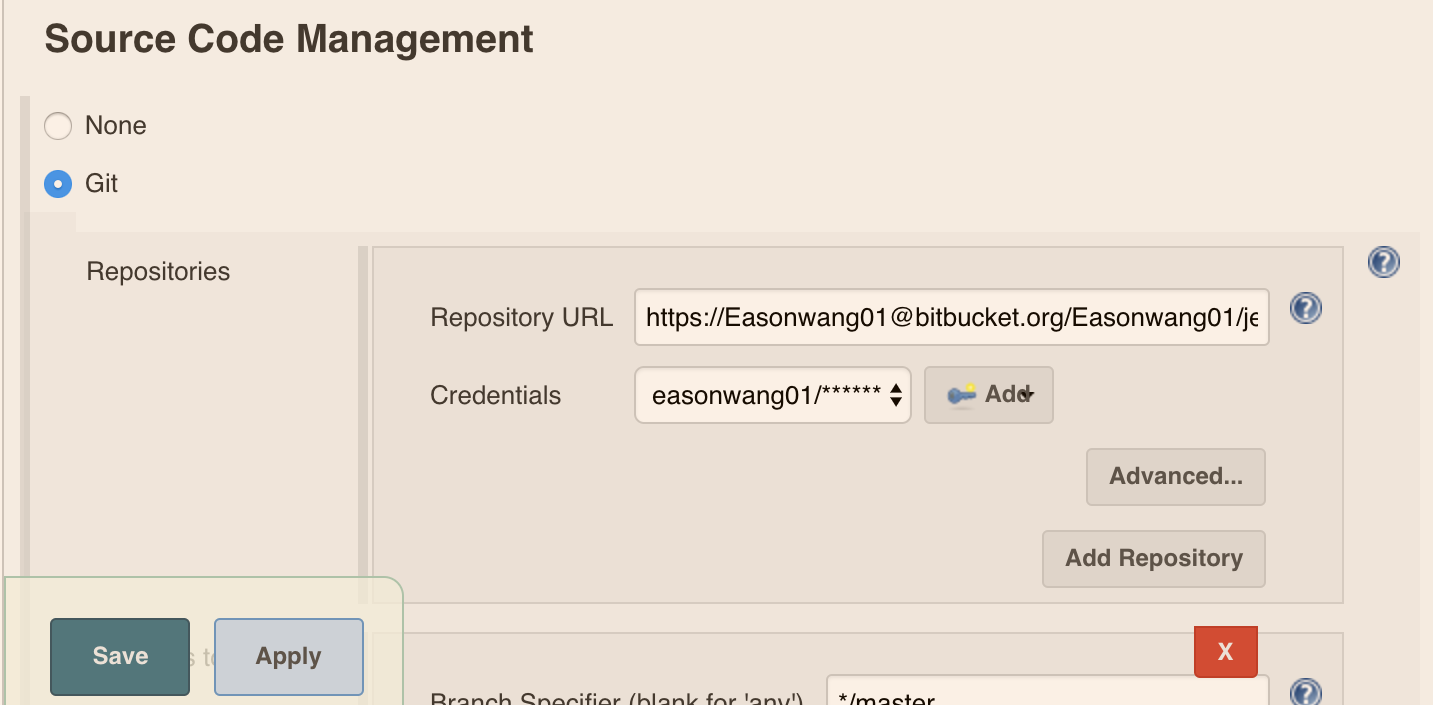 Source Code Management
None
Git
Repositories
Repository URL https://Easonwang01@bitbucket.org/Easonwang01/je
Credentials easonwang01/****** Add
Advanced...
Add Repository
Save Apply
X
Branch Specifier (blank for 'any') */master